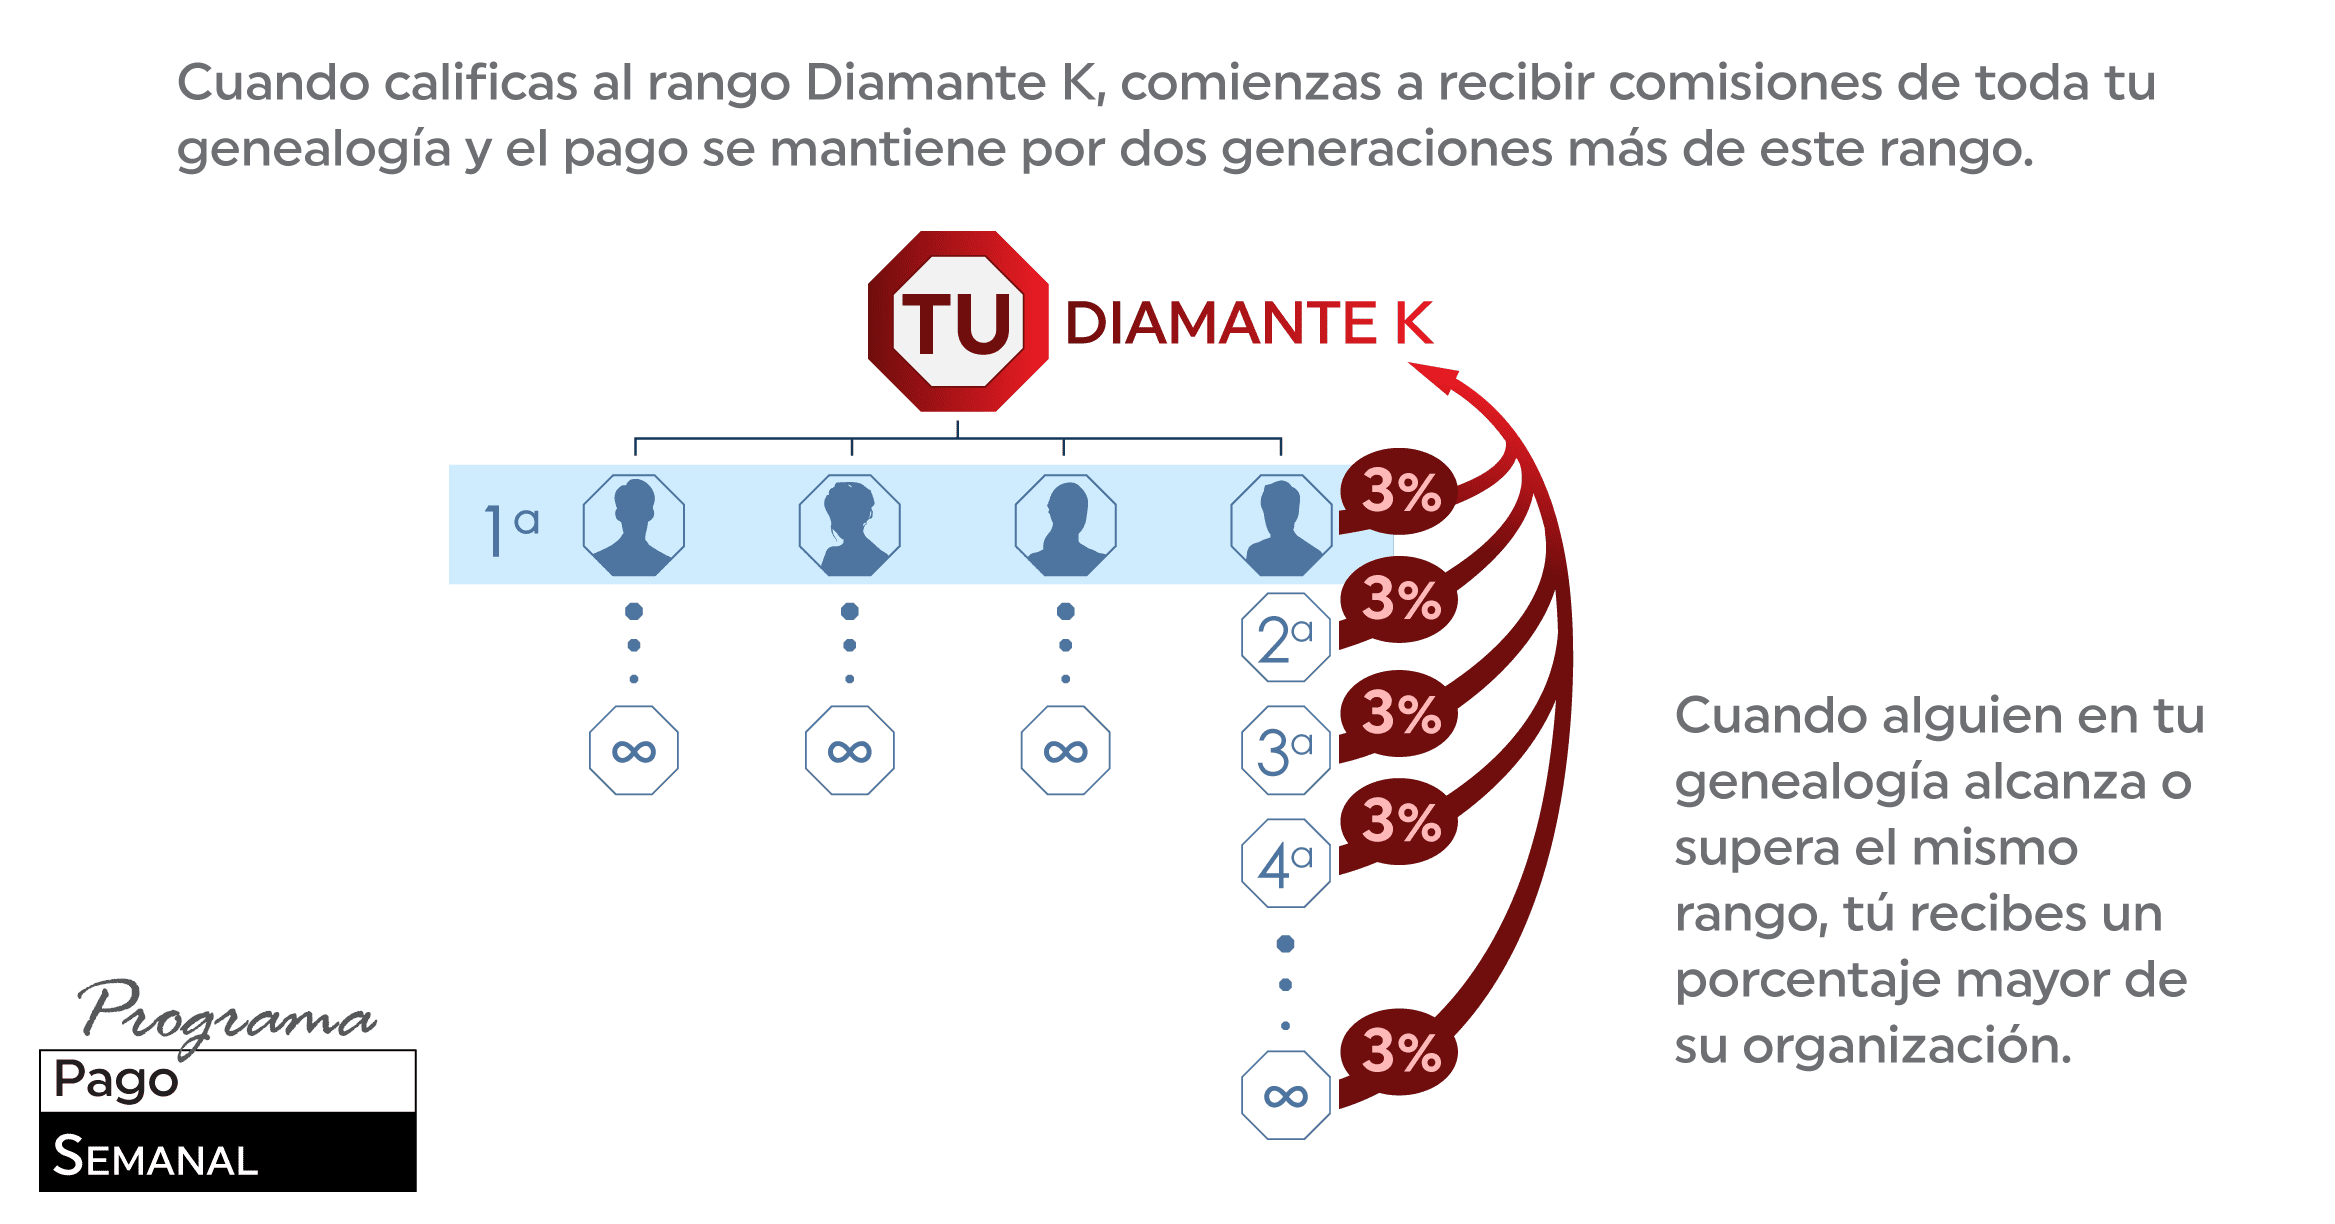 Cuando calificas al rango Diamante K, comienzas a recibir comisiones de toda tu
genealogía y el pago se mantiene por dos generaciones más de este rango.
TU DIAMANTE K
1ª
3%
3%
2ª
3%
3ª
∞ ∞ ∞
3%
4ª
3%
∞
Cuando alguien en tu
genealogía alcanza o
supera el mismo
rango, tú recibes un
porcentaje mayor de
su organización.
Programa
Pago
SEMANAL